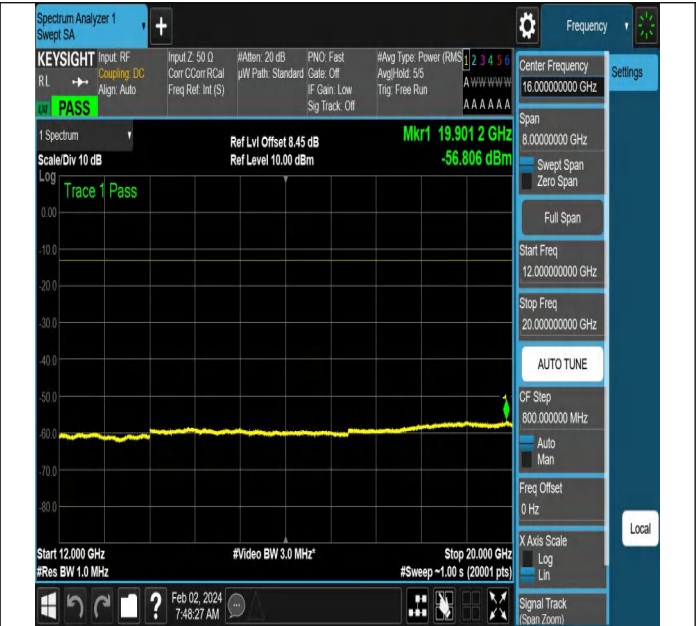 Spectrum Analyzer 1
Swept SA
Frequency
KEYSIGHT
Input: RF
Coupling: DC
Align: Auto
RL
PASS
Input Z: 50 Ω
Corr CCorr RCal
Freq Ref: Int (S)
#Atten: 20 dB
µW Path: Standard
PNO: Fast
Gate: Off
IF Gain: Low
Sig Track: Off
#Avg Type: Power (RMS
Avg|Hold: 5/5
Trig: Free Run
1 2 3 4 5 6
A W W W W W
A A A A A A
1 Spectrum
Scale/Div 10 dB
Ref Lvl Offset 8.45 dB
Ref Level 10.00 dBm
Mkr1 19.901 2 GHz
-56.806 dBm
Log
Trace 1 Pass
0.00
-10.0
-20.0
-30.0
-40.0
-50.0
-60.0
-70.0
-80.0
1
Start 12.000 GHz
#Res BW 1.0 MHz
#Video BW 3.0 MHz*
Stop 20.000 GHz
#Sweep ~1.00 s (20001 pts)
Feb 02, 2024
7:48:27 AM
Center Frequency
16.000000000 GHz
Settings
Span
8.00000000 GHz
Swept Span
Zero Span
Full Span
Start Freq
12.000000000 GHz
Stop Freq
20.000000000 GHz
AUTO TUNE
CF Step
800.000000 MHz
Auto
Man
Freq Offset
0 Hz
X Axis Scale
Log
Lin
Local
Signal Track
(Span Zoom)